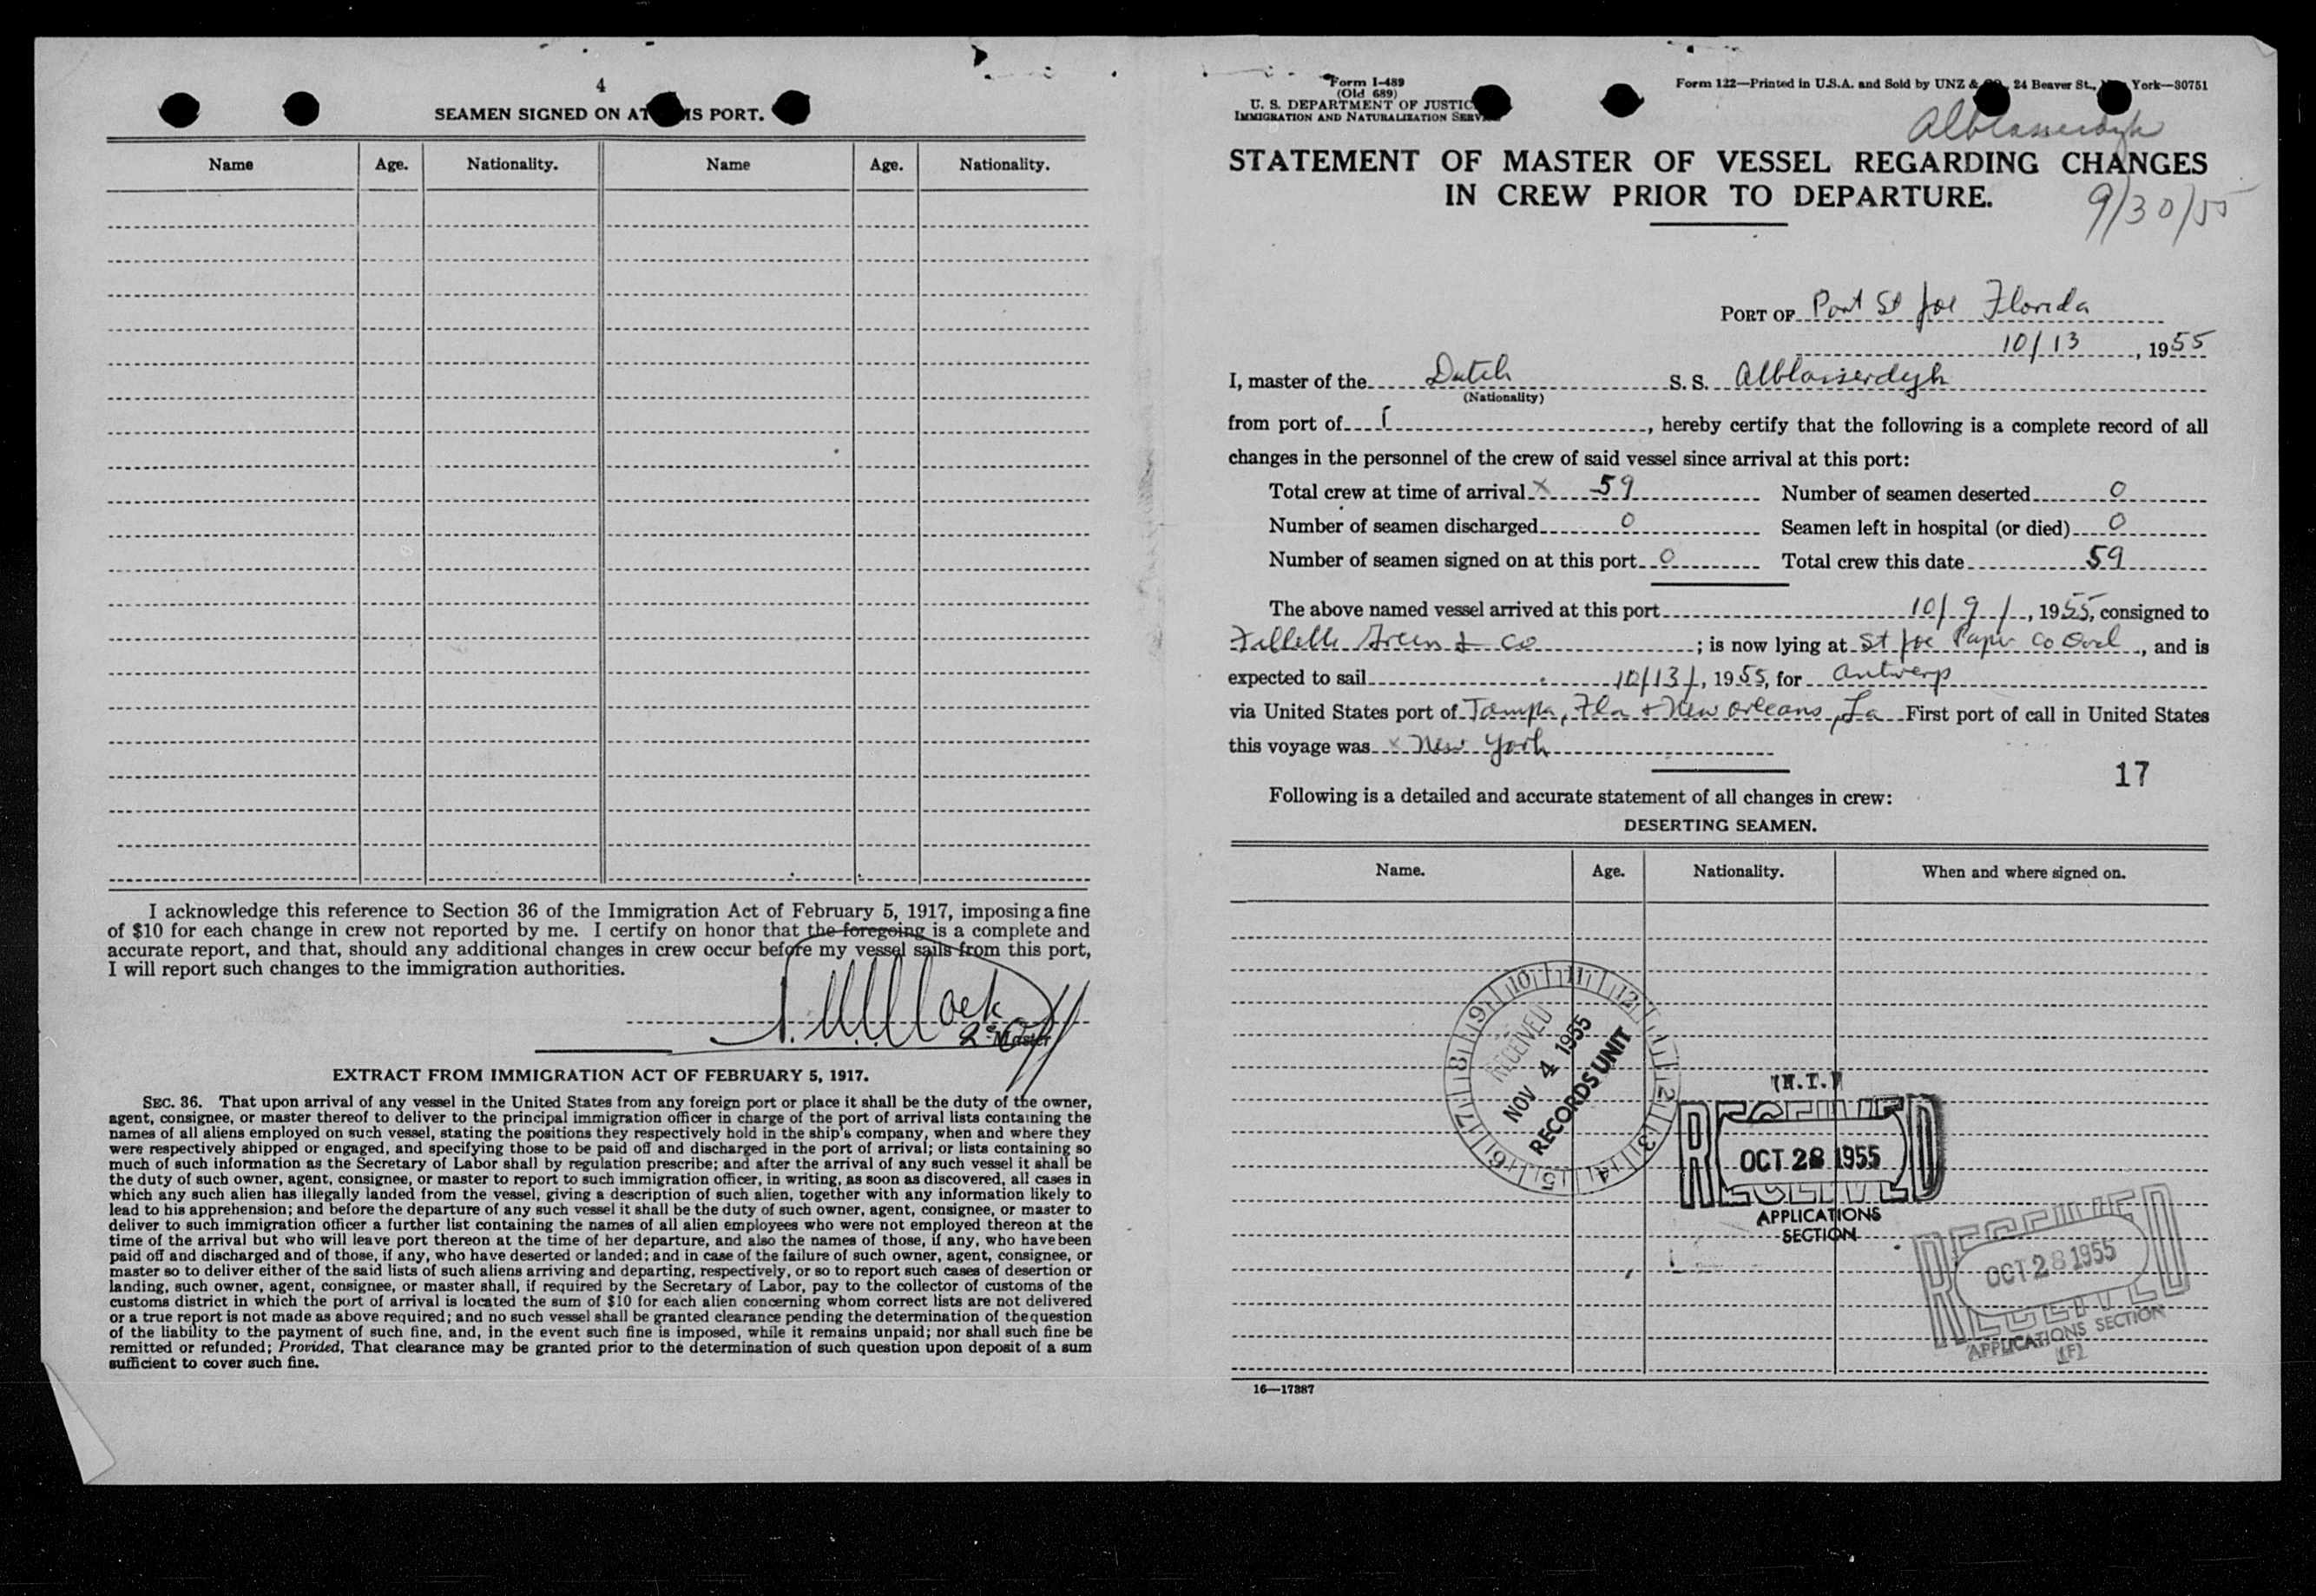 4
SEAMEN SIGNED ON AT THIS PORT.
Name Age. Nationality. Name Age. Nationality.
I acknowledge this reference to Section 36 of the Immigration Act of February 5, 1917, imposing a fine
of $10 for each change in crew not reported by me. I certify on honor that the foregoing is a complete and
accurate report, and that, should any additional changes in crew occur before my vessel sails from this port,
I will report such changes to the immigration authorities.
Master
EXTRACT FROM IMMIGRATION ACT OF FEBRUARY 5, 1917.
SEC. 36. That upon arrival of any vessel in the United States from any foreign port or place it shall be the duty of the owner,
agent, consignee, or master thereof to deliver to the principal immigration officer in charge of the port of arrival lists containing the
names of all aliens employed on such vessel, stating the positions they respectively hold in the ship's company, when and where they
were respectively shipped or engaged, and specifying those to be paid off and discharged in the port of arrival; or lists containing so
much of such information as the Secretary of Labor shall by regulation prescribe; and after the arrival of any such vessel it shall be
the duty of such owner, agent, consignee, or master to report to such immigration officer, in writing, as soon as discovered, all cases in
which any such alien has illegally landed from the vessel, giving a description of such alien, together with any information likely to
lead to his apprehension; and before the departure of any such vessel it shall be the duty of such owner, agent, consignee, or master to
deliver to such immigration officer a further list containing the names of all alien employees who were not employed thereon at the
time of the arrival but who will leave port thereon at the time of her departure, and also the names of those, if any, who have been
paid off and discharged and of those, if any, who have deserted or landed; and in case of the failure of such owner, agent, consignee, or
master so to deliver either of the said lists of such aliens arriving and departing, respectively, or so to report such cases of desertion or
landing, such owner, agent, consignee, or master shall, if required by the Secretary of Labor, pay to the collector of customs of the
customs district in which the port of arrival is located the sum of $10 for each alien concerning whom correct lists are not delivered
or a true report is not made as above required; and no such vessel shall be granted clearance pending the determination of the question
of the liability to the payment of such fine, and, in the event such fine is imposed, while it remains unpaid; nor shall such fine be
remitted or refunded; Provided, That clearance may be granted prior to the determination of such question upon deposit of a sum
sufficient to cover such fine.
Form I-489
(Old 689)
U. S. DEPARTMENT OF JUSTICE
IMMIGRATION AND NATURALIZATION SERVICE
Form 122—Printed in U.S.A. and Sold by UNZ & CO., 24 Beaver St., New York—30751
Alblasserdyk
STATEMENT OF MASTER OF VESSEL REGARDING CHANGES
IN CREW PRIOR TO DEPARTURE.
9/30/55
PORT OF Port St Joe Florida
10/13, 1955
I, master of the Dutch S. S. Alblasserdyk
(Nationality)
from port of , hereby certify that the following is a complete record of all
changes in the personnel of the crew of said vessel since arrival at this port:
Total crew at time of arrival x 59 Number of seamen deserted 0
Number of seamen discharged 0 Seamen left in hospital (or died) 0
Number of seamen signed on at this port 0 Total crew this date 59
The above named vessel arrived at this port 10/9/, 1955, consigned to
Fillette Green & Co ; is now lying at St Joe Paper Co , and is
expected to sail 10/13/, 1955, for Antwerp
via United States port of Tampa, Fla + New Orleans, La First port of call in United States
this voyage was x New York
17
Following is a detailed and accurate statement of all changes in crew:
DESERTING SEAMEN.
Name. Age. Nationality. When and where signed on.
9 10 11 12 1 2 3 4 5 6 7 8
RECEIVED
NOV 4 1955
RECORDS UNIT
RECEIVED
OCT 28 1955
RECEIVED
APPLICATIONS
SECTION
RECEIVED
OCT 28 1955
RECEIVED
APPLICATIONS SECTION
(F)
16—17387